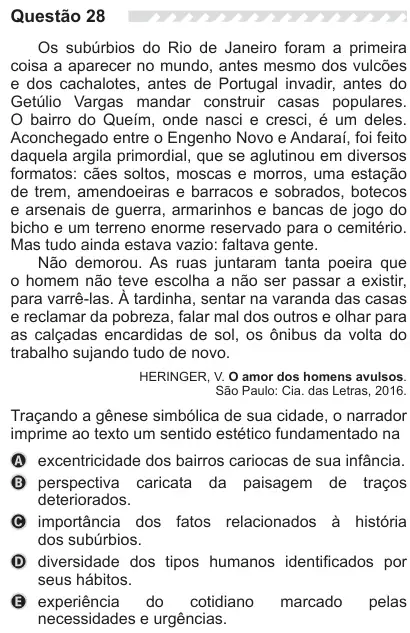 Questão 28
Os subúrbios do Rio de Janeiro foram a primeira
coisa a aparecer no mundo, antes mesmo dos vulcões
e dos cachalotes, antes de Portugal invadir, antes do
Getúlio Vargas mandar construir casas populares.
O bairro do Queím, onde nasci e cresci, é um deles.
Aconchegado entre o Engenho Novo e Andaraí, foi feito
daquela argila primordial, que se aglutinou em diversos
formatos: cães soltos, moscas e morros, uma estação
de trem, amendoeiras e barracos e sobrados, botecos
e arsenais de guerra, armarinhos e bancas de jogo do
bicho e um terreno enorme reservado para o cemitério.
Mas tudo ainda estava vazio: faltava gente.
Não demorou. As ruas juntaram tanta poeira que
o homem não teve escolha a não ser passar a existir,
para varrê-las. À tardinha, sentar na varanda das casas
e reclamar da pobreza, falar mal dos outros e olhar para
as calçadas encardidas de sol, os ônibus da volta do
trabalho sujando tudo de novo.
HERINGER, V. O amor dos homens avulsos.
São Paulo: Cia. das Letras, 2016.
Traçando a gênese simbólica de sua cidade, o narrador
imprime ao texto um sentido estético fundamentado na
A excentricidade dos bairros cariocas de sua infância.
B perspectiva caricata da paisagem de traços
deteriorados.
C importância dos fatos relacionados à história
dos subúrbios.
D diversidade dos tipos humanos identificados por
seus hábitos.
E experiência do cotidiano marcado pelas
necessidades e urgências.